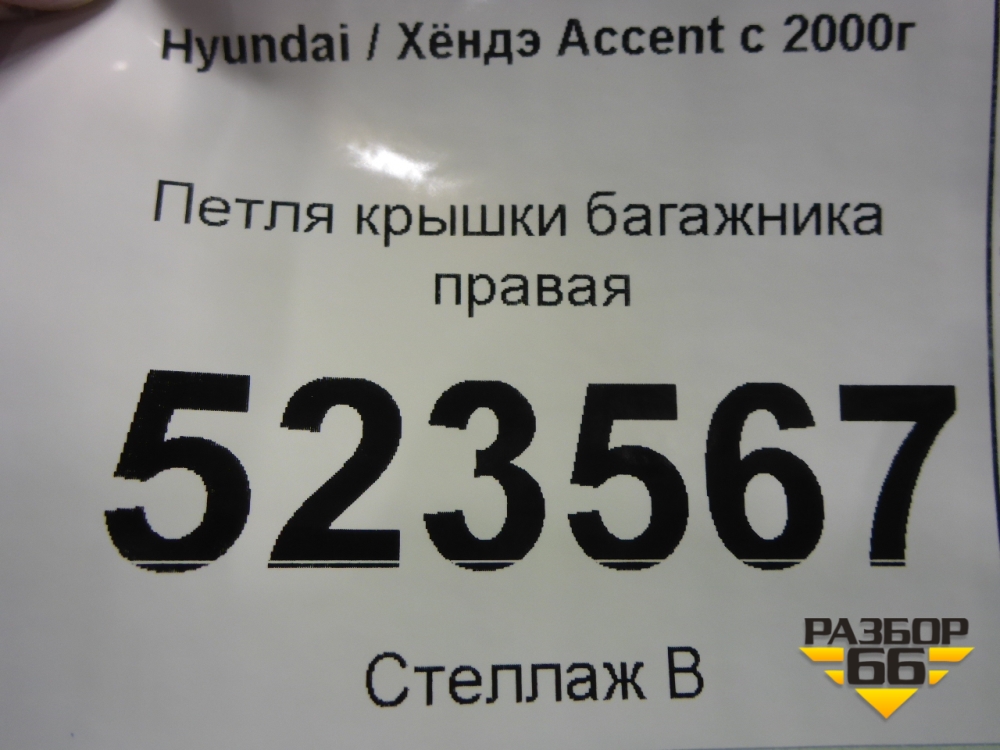 Hyundai / Хёндэ Accent с 2000г
Петля крышки багажника
правая
523567
Стеллаж В
РАЗБОР
66